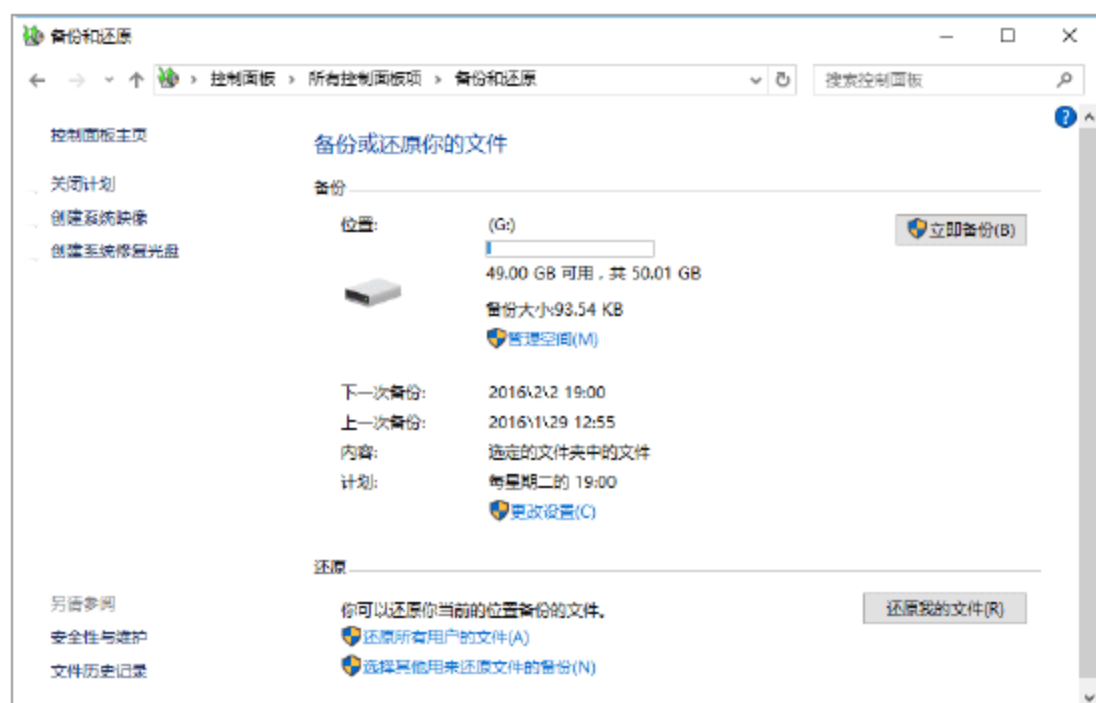 备份和还原
控制面板 › 所有控制面板项 › 备份和还原
搜索控制面板
控制面板主页
关闭计划
创建系统映像
创建系统修复光盘
备份或还原你的文件
备份
位置:
(G:)
立即备份(B)
49.00 GB 可用，共 50.01 GB
备份大小:93.54 KB
管理空间(M)
下一次备份: 2016\2\2 19:00
上一次备份: 2016\1\29 12:55
内容: 选定的文件夹中的文件
计划: 每星期二的 19:00
更改设置(C)
还原
你可以还原你当前的位置备份的文件。
还原我的文件(R)
还原所有用户的文件(A)
选择其他用来还原文件的备份(N)
另请参阅
安全性与维护
文件历史记录